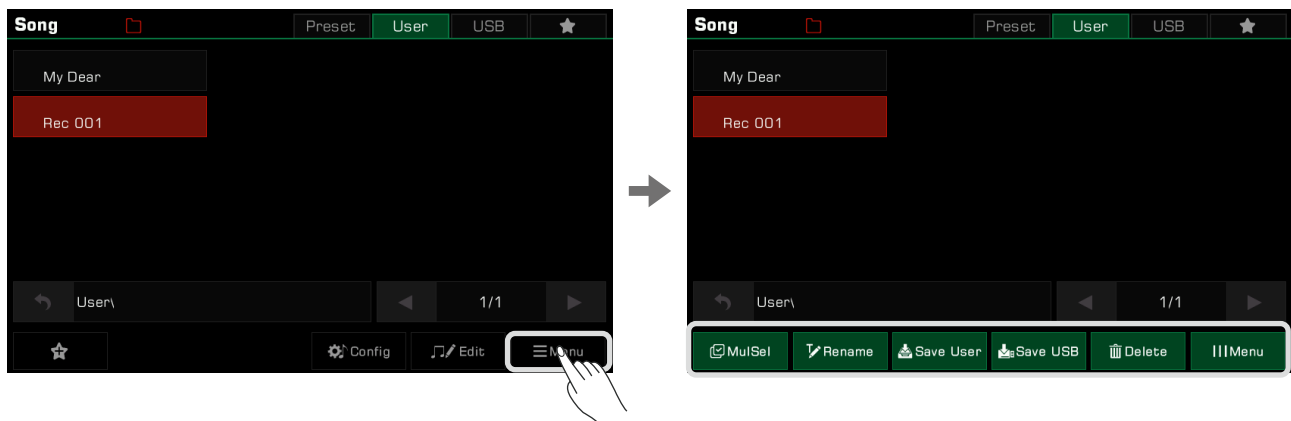 Song Preset User USB
My Dear
Rec 001
User\ 1/1
Config Edit Menu
Song Preset User USB
My Dear
Rec 001
User\ 1/1
MulSel Rename Save User Save USB Delete Menu